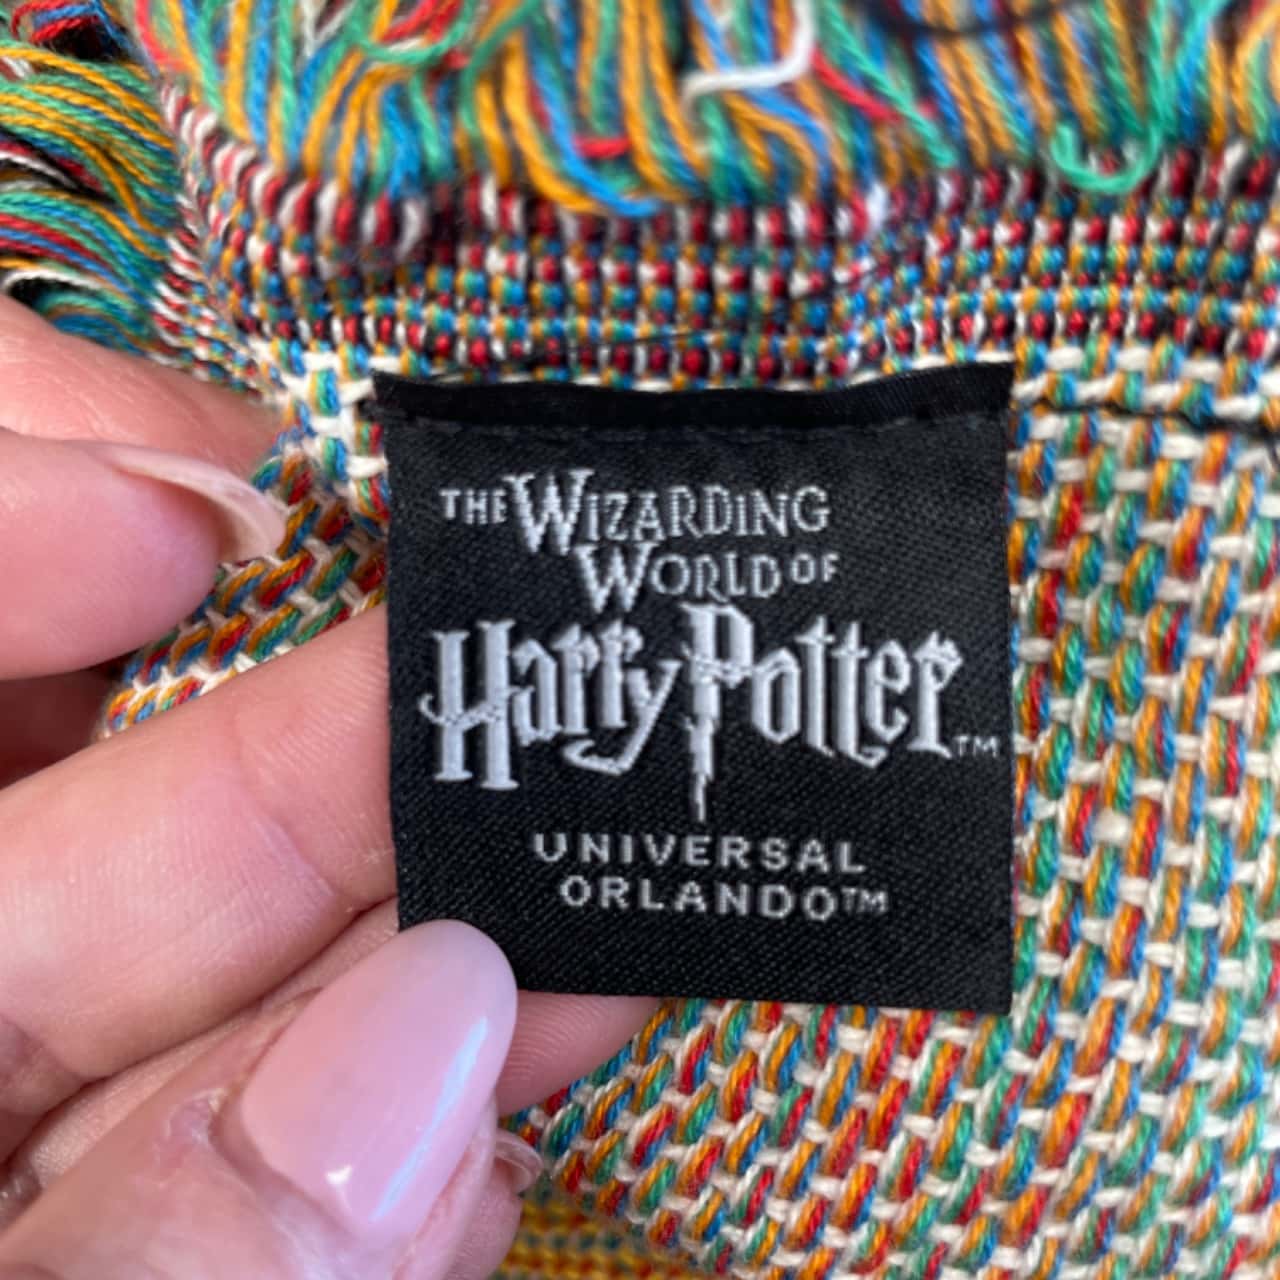 THE WIZARDING
WORLD OF
Harry Potter™
UNIVERSAL
ORLANDO™